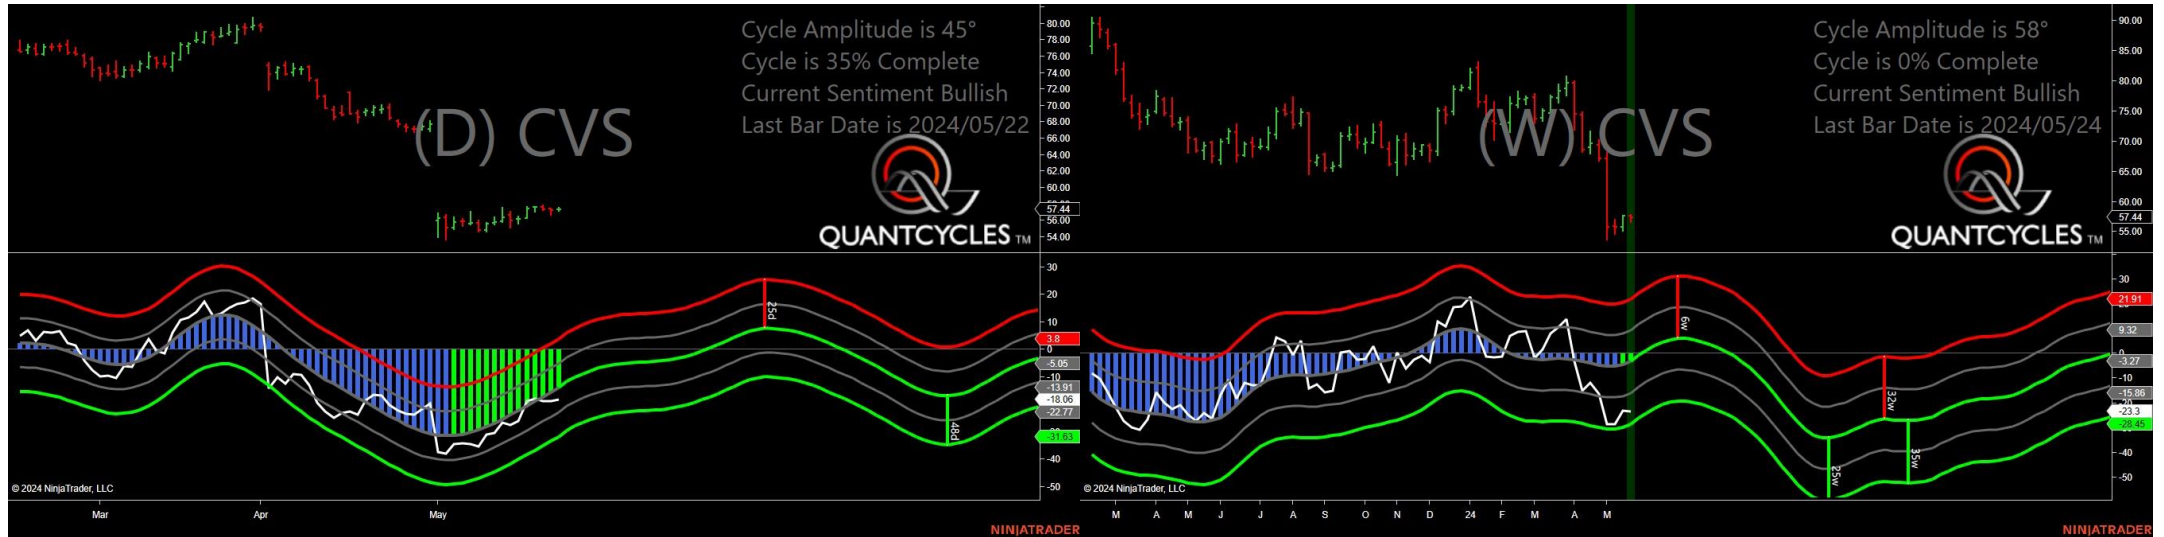 Cycle Amplitude is 45°
Cycle is 35% Complete
Current Sentiment Bullish
Last Bar Date is 2024/05/22
(D) CVS
QUANTCYCLES TM
80.00
78.00
76.00
74.00
72.00
70.00
68.00
66.00
64.00
62.00
60.00
57.44
56.00
54.00
30
20
10
3.8
0
-5.05
-10
-13.91
-18.06
-22.77
-31.63
-40
-50
25d
48d
© 2024 NinjaTrader, LLC
Mar Apr May
NINJATRADER
Cycle Amplitude is 58°
Cycle is 0% Complete
Current Sentiment Bullish
Last Bar Date is 2024/05/24
(W) CVS
QUANTCYCLES TM
90.00
85.00
80.00
75.00
70.00
65.00
60.00
57.44
55.00
30
21.91
9.32
-3.27
-10
-15.86
-23.3
-28.45
-40
-50
6w
32w
25w
35w
© 2024 NinjaTrader, LLC
M A M J J A S O N D 24 F M A M
NINJATRADER